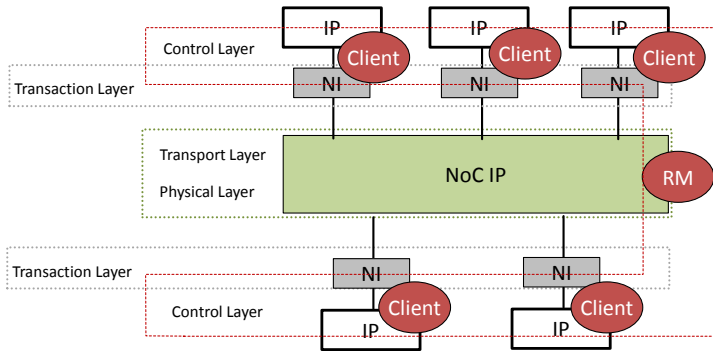 IP IP IP
Control Layer Client Client Client
Transaction Layer NI NI NI
Transport Layer
NoC IP RM
Physical Layer
Transaction Layer NI NI
Control Layer Client Client
IP IP